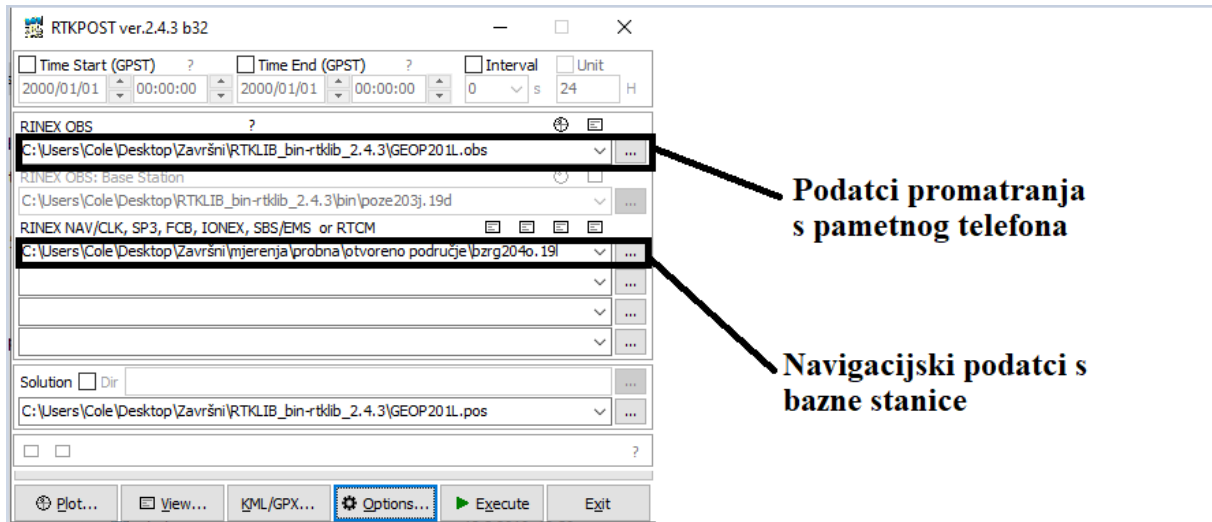 RTKPOST ver.2.4.3 b32
Time Start (GPST) ? Time End (GPST) ? Interval Unit
2000/01/01 00:00:00 2000/01/01 00:00:00 0 s 24 H
RINEX OBS ?
C:\Users\Cole\Desktop\Završni\RTKLIB_bin-rtklib_2.4.3\GEOP201L.obs ...
RINEX OBS: Base Station
C:\Users\Cole\Desktop\RTKLIB_bin-rtklib_2.4.3\bin\poze203j.19d ...
RINEX NAV/CLK, SP3, FCB, IONEX, SBS/EMS or RTCM
C:\Users\Cole\Desktop\Završni\mjerenja\probna\otvoreno područje\bzrg204o.19l ...
...
...
...
Solution Dir ...
C:\Users\Cole\Desktop\Završni\RTKLIB_bin-rtklib_2.4.3\GEOP201L.pos ...
?
Plot... View... KML/GPX... Options... Execute Exit
Podatci promatranja
s pametnog telefona
Navigacijski podatci s
bazne stanice